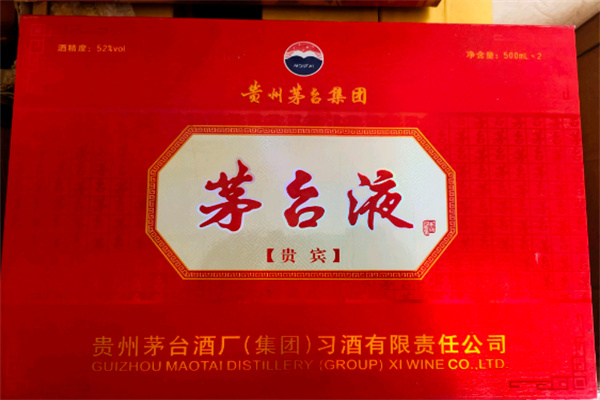 酒精度：52%vol
净含量：500mL×2
MOUTAI
贵州茅台集团
茅台液
【贵宾】
贵州茅台酒厂(集团)习酒有限责任公司
GUIZHOU MAOTAI DISTILLERY (GROUP) XI WINE CO.,LTD.